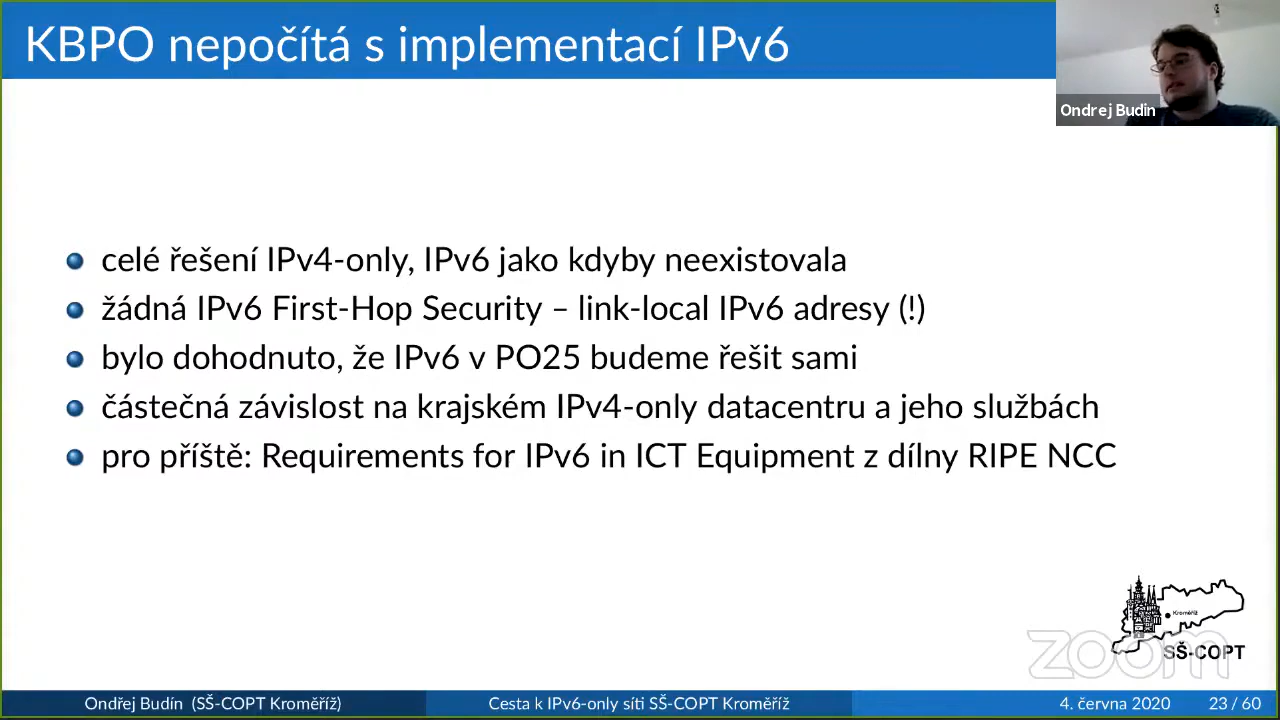 KBPO nepočítá s implementací IPv6
Ondrej Budín
celé řešení IPv4-only, IPv6 jako kdyby neexistovala
žádná IPv6 First-Hop Security – link-local IPv6 adresy (!)
bylo dohodnuto, že IPv6 v PO25 budeme řešit sami
částečná závislost na krajském IPv4-only datacentru a jeho službách
pro příště: Requirements for IPv6 in ICT Equipment z dílny RIPE NCC
Kroměříž
zoom
SŠ-COPT
Ondřej Budín (SŠ-COPT Kroměříž) Cesta k IPv6-only síti SŠ-COPT Kroměříž 4. června 2020 23 / 60